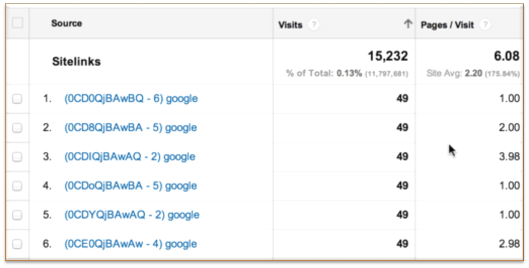 Source Visits ? Pages / Visit ?
Sitelinks 15,232 6.08
% of Total: 0.13% (11,797,681) Site Avg: 2.20 (175.84%)
1. (0CD0QjBAwBQ - 6) google 49 1.00
2. (0CD8QjBAwBA - 5) google 49 2.00
3. (0CDIQjBAwAQ - 2) google 49 3.98
4. (0CDoQjBAwBA - 5) google 49 1.00
5. (0CDYQjBAwAQ - 2) google 49 1.00
6. (0CE0QjBAwAw - 4) google 49 2.98